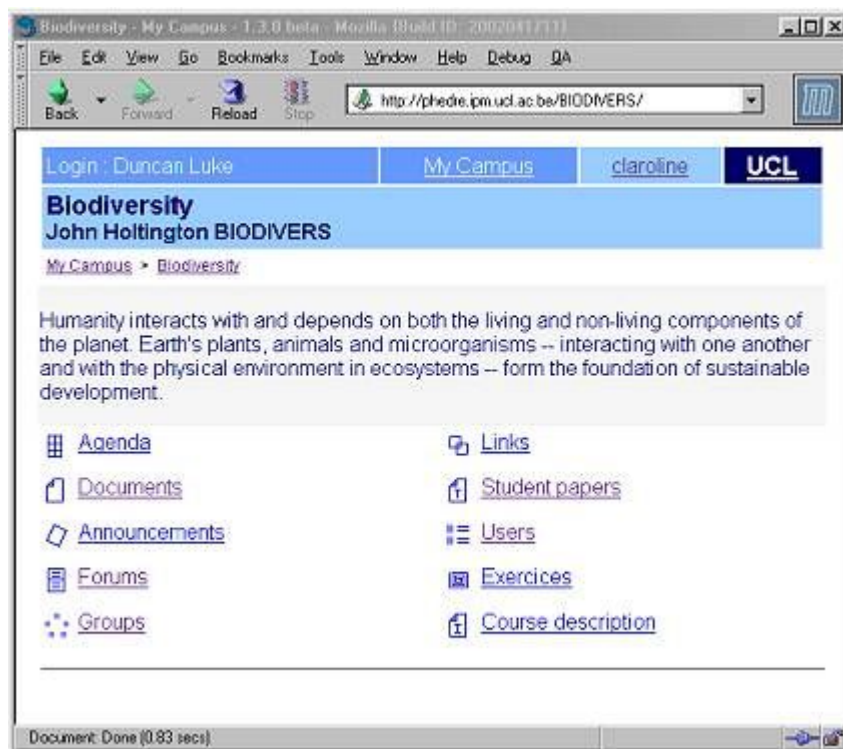 Biodiversity - My Campus - 1.3.0 beta - Mozilla {Build ID: 2002041711}
File Edit View Go Bookmarks Tools Window Help Debug QA
Back Forward Reload Stop http://phedre.ipm.ucl.ac.be/BIODIVERS/
Login : Duncan Luke My Campus claroline UCL
Biodiversity
John Holtington BIODIVERS
My Campus > Biodiversity
Humanity interacts with and depends on both the living and non-living components of
the planet. Earth's plants, animals and microorganisms -- interacting with one another
and with the physical environment in ecosystems -- form the foundation of sustainable
development.
Agenda Links
Documents Student papers
Announcements Users
Forums Exercices
Groups Course description
Document: Done (0.83 secs)